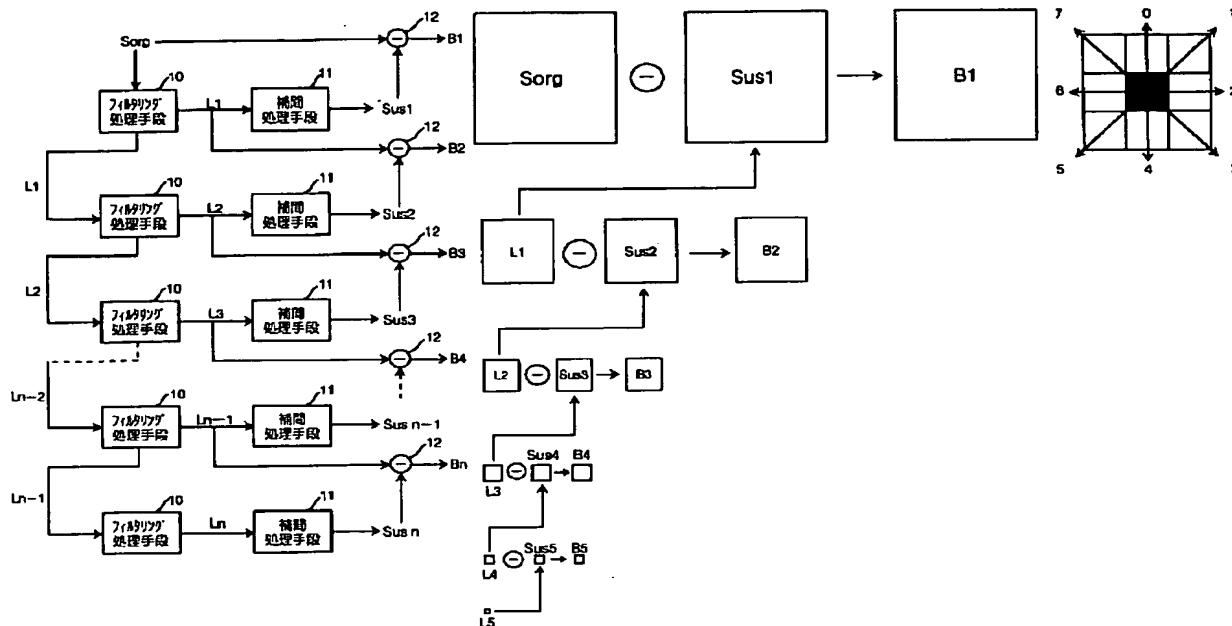 Sorg
10
フィルタリング
処理手段
L1
11
補間
処理手段
Sus1
12
B1
L1
10
フィルタリング
処理手段
L2
11
補間
処理手段
Sus2
12
B2
L2
10
フィルタリング
処理手段
L3
11
補間
処理手段
Sus3
12
B3
12
B4
Ln-2
10
フィルタリング
処理手段
Ln-1
11
補間
処理手段
Sus n-1
12
Bn
Ln-1
10
フィルタリング
処理手段
Ln
11
補間
処理手段
Sus n
Sorg
Sus1
B1
L1
Sus2
B2
L2
Sus3
B3
L3
Sus4
B4
L4
Sus5
B5
L5
7
0
6
5
4